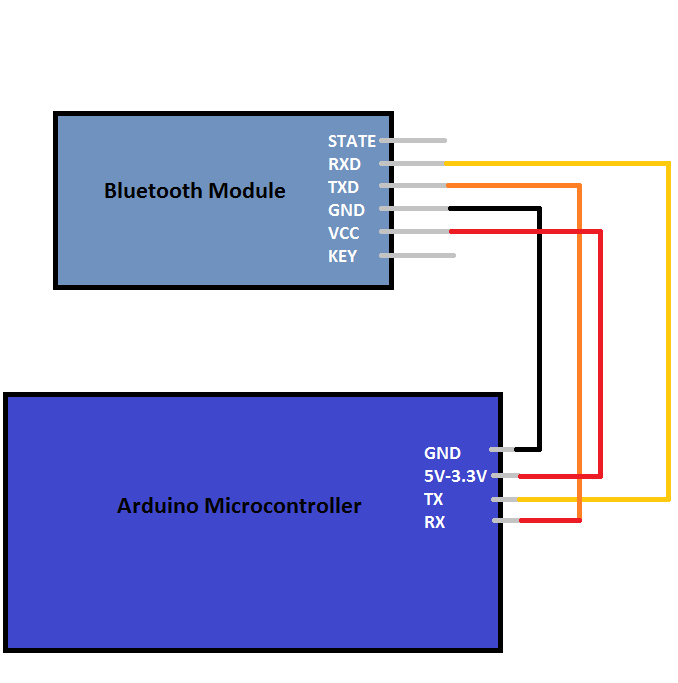 STATE
RXD
Bluetooth Module
TXD
GND
VCC
KEY
GND
5V-3.3V
Arduino Microcontroller
TX
RX